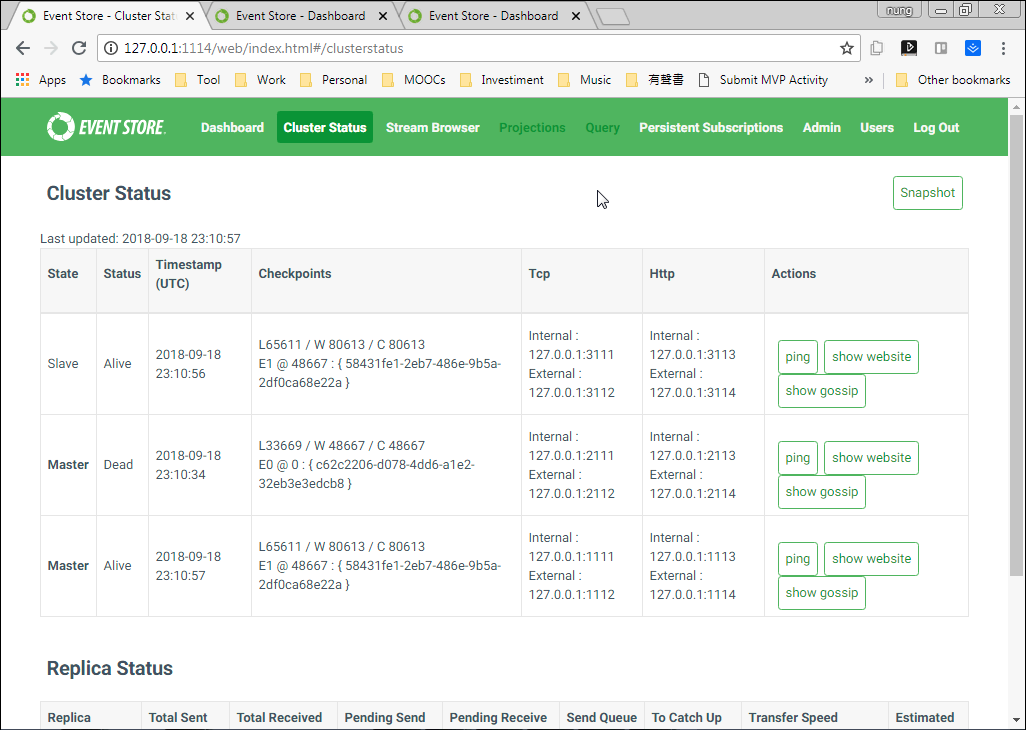 Event Store - Cluster Stat
Event Store - Dashboard
Event Store - Dashboard
nung
127.0.0.1:1114/web/index.html#/clusterstatus
Apps Bookmarks Tool Work Personal MOOCs Investiment Music 有聲書 Submit MVP Activity » Other bookmarks
EVENT STORE. Dashboard Cluster Status Stream Browser Projections Query Persistent Subscriptions Admin Users Log Out
Cluster Status
Snapshot
Last updated: 2018-09-18 23:10:57
State Status Timestamp (UTC) Checkpoints Tcp Http Actions
Slave
Alive
2018-09-18
23:10:56
L65611 / W 80613 / C 80613
E1 @ 48667 : { 58431fe1-2eb7-486e-9b5a-
2df0ca68e22a }
Internal :
127.0.0.1:3111
External :
127.0.0.1:3112
Internal :
127.0.0.1:3113
External :
127.0.0.1:3114
ping show website
show gossip
Master
Dead
2018-09-18
23:10:34
L33669 / W 48667 / C 48667
E0 @ 0 : { c62c2206-d078-4dd6-a1e2-
32eb3e3edcb8 }
Internal :
127.0.0.1:2111
External :
127.0.0.1:2112
Internal :
127.0.0.1:2113
External :
127.0.0.1:2114
ping show website
show gossip
Master
Alive
2018-09-18
23:10:57
L65611 / W 80613 / C 80613
E1 @ 48667 : { 58431fe1-2eb7-486e-9b5a-
2df0ca68e22a }
Internal :
127.0.0.1:1111
External :
127.0.0.1:1112
Internal :
127.0.0.1:1113
External :
127.0.0.1:1114
ping show website
show gossip
Replica Status
Replica Total Sent Total Received Pending Send Pending Receive Send Queue To Catch Up Transfer Speed Estimated